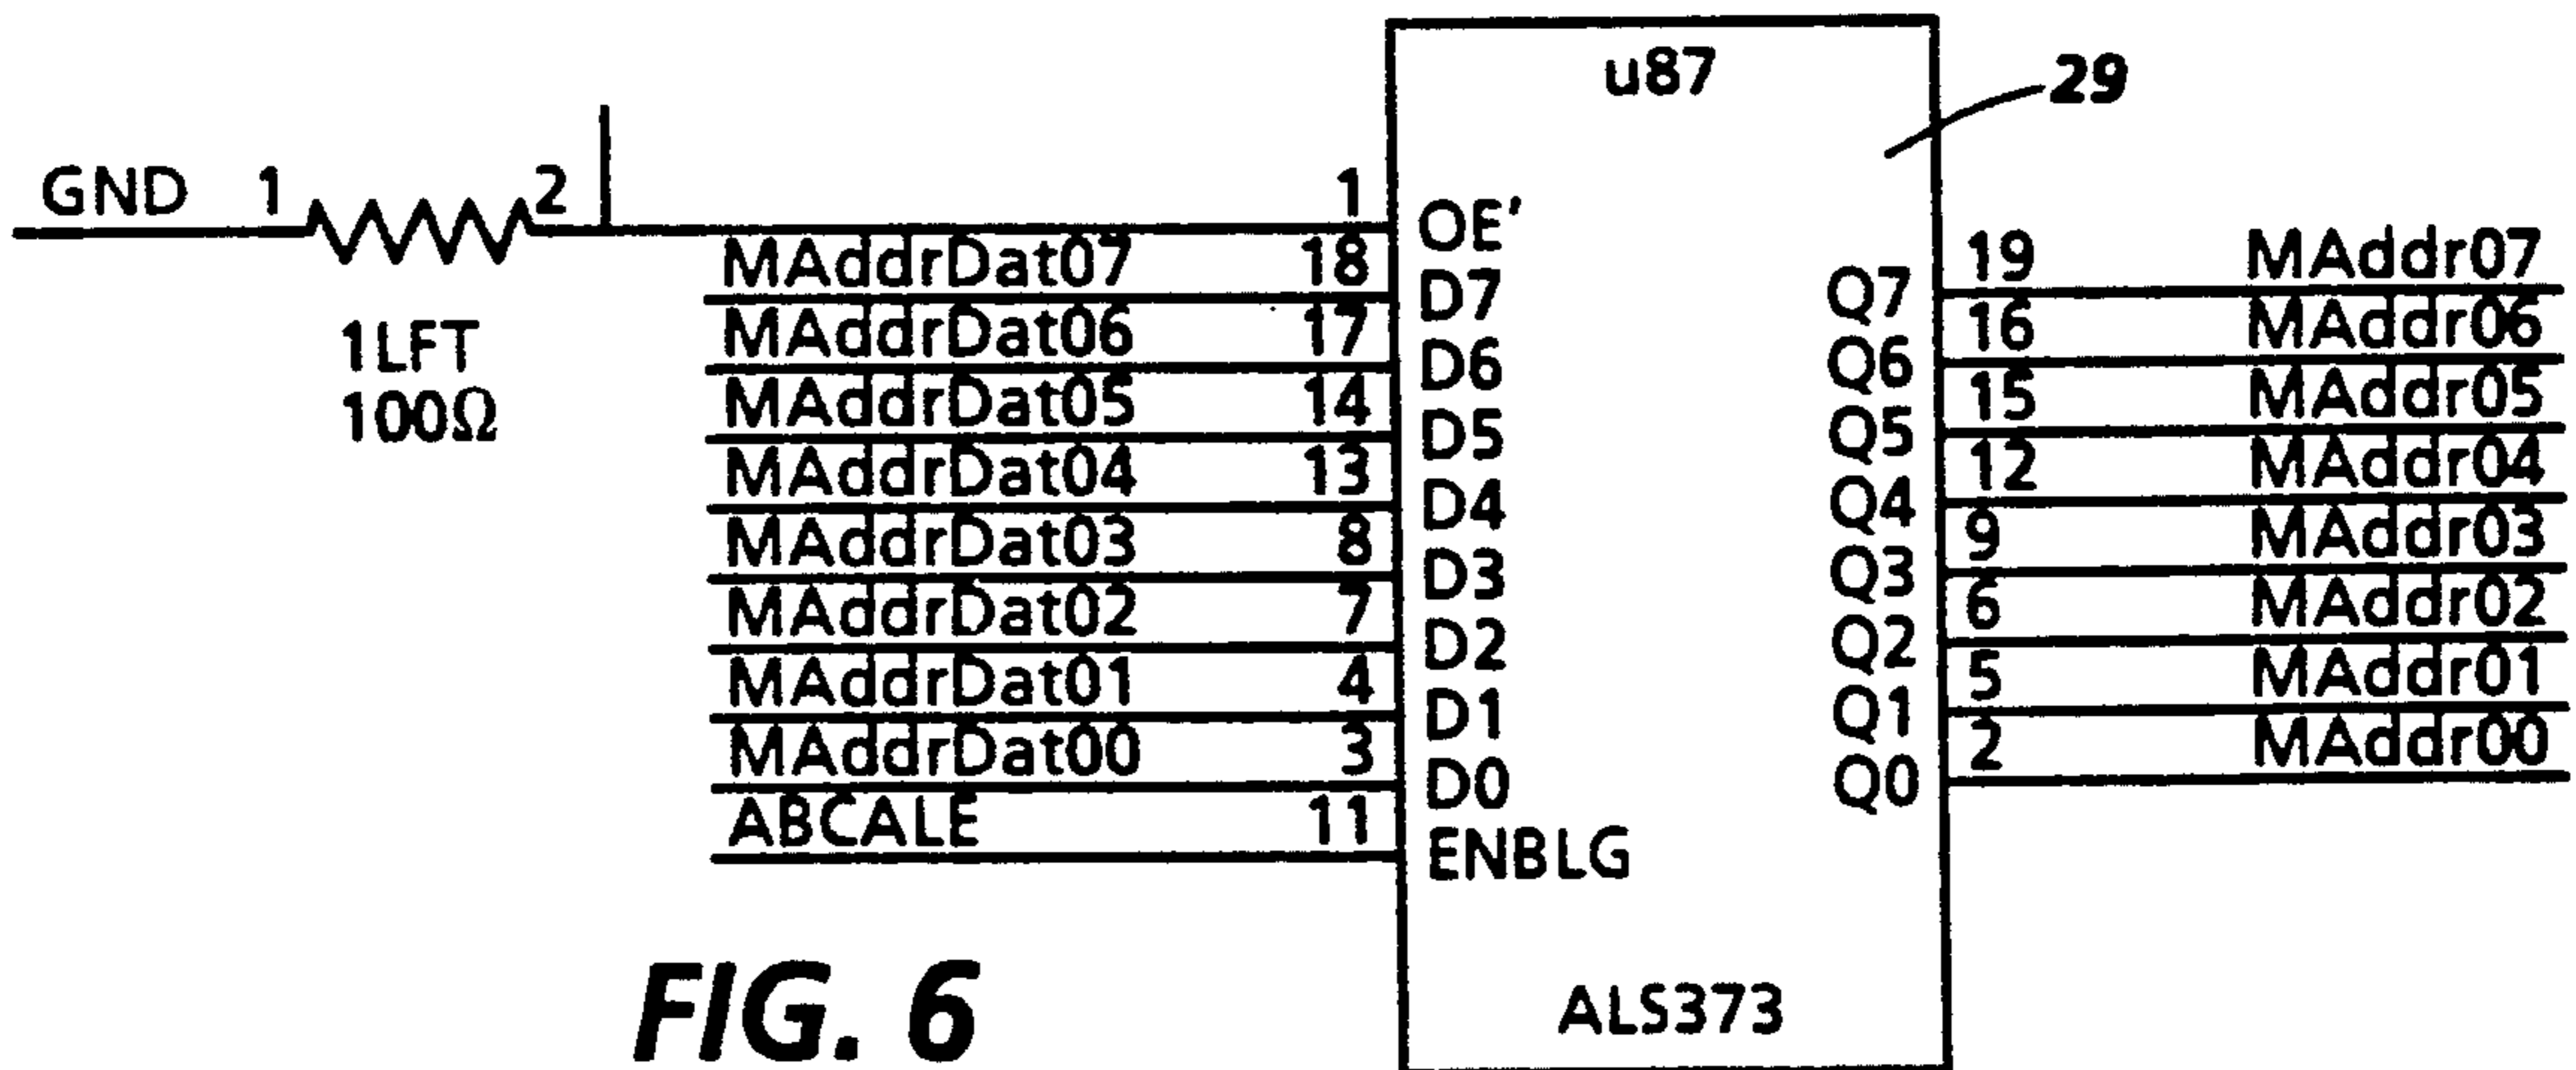 u87
29
GND 1 2 1 OE'
1LFT
100Ω
MAddrDat07 18 D7 Q7 19 MAddr07
MAddrDat06 17 D6 Q6 16 MAddr06
MAddrDat05 14 D5 Q5 15 MAddr05
MAddrDat04 13 D4 Q4 12 MAddr04
MAddrDat03 8 D3 Q3 9 MAddr03
MAddrDat02 7 D2 Q2 6 MAddr02
MAddrDat01 4 D1 Q1 5 MAddr01
MAddrDat00 3 D0 Q0 2 MAddr00
ABCALE 11 ENBLG
ALS373
FIG. 6